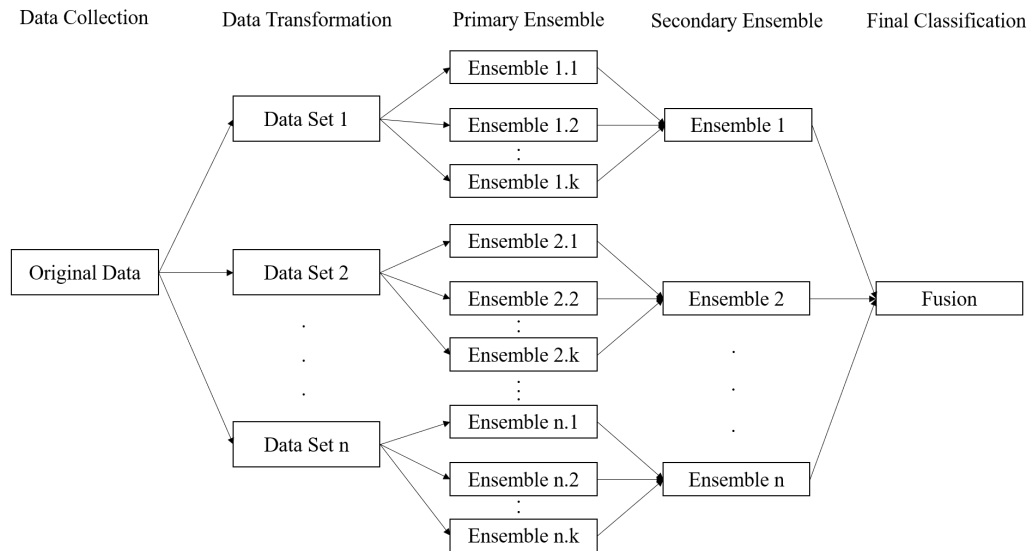 Data Collection
Data Transformation
Primary Ensemble
Secondary Ensemble
Final Classification
Original Data
Data Set 1
Data Set 2
Data Set n
Ensemble 1.1
Ensemble 1.2
Ensemble 1.k
Ensemble 2.1
Ensemble 2.2
Ensemble 2.k
Ensemble n.1
Ensemble n.2
Ensemble n.k
Ensemble 1
Ensemble 2
Ensemble n
Fusion